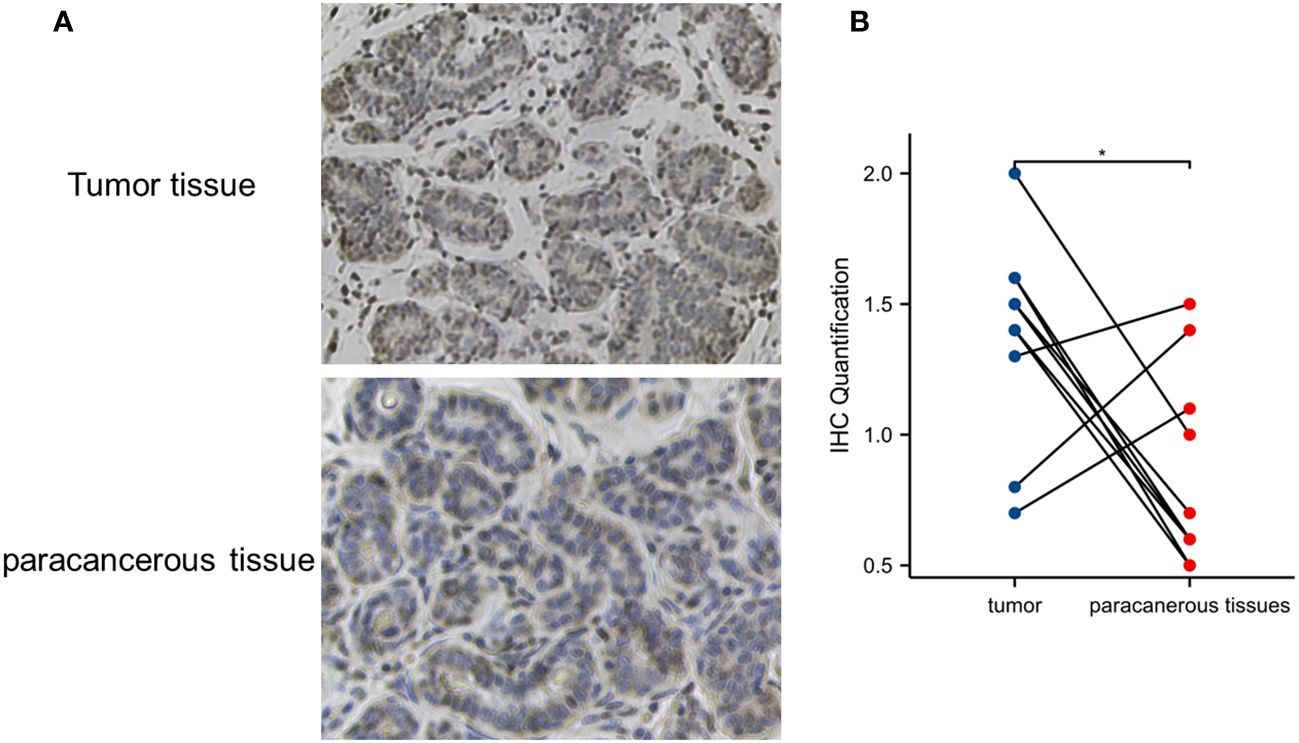 A
Tumor tissue
paracancerous tissue
B
*
2.0
1.5
1.0
0.5
IHC Quantification
tumor
paracanerous tissues